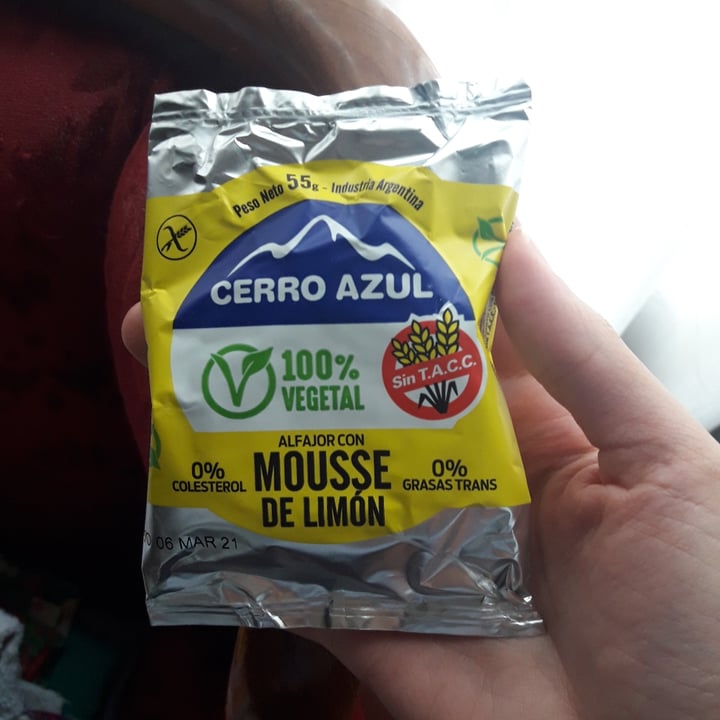 Peso Neto 55g - Industria Argentina
CERRO AZUL
100%
VEGETAL
Sin T.A.C.C.
ALFAJOR CON
MOUSSE
DE LIMÓN
0%
COLESTEROL
0%
GRASAS TRANS
06 MAR 21